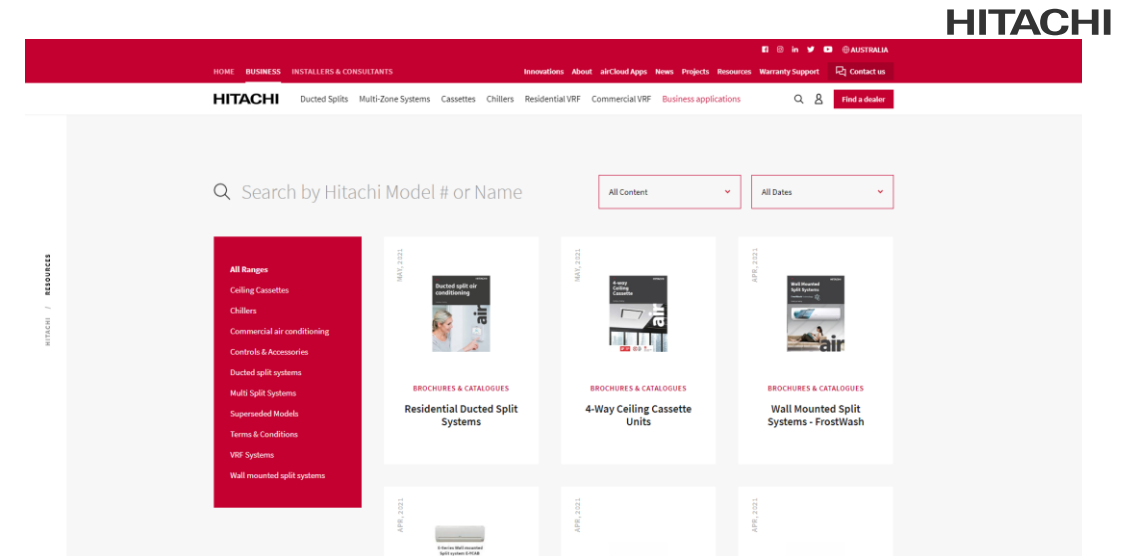 HITACHI
AUSTRALIA
HOME BUSINESS INSTALLERS & CONSULTANTS Innovations About airCloud Apps News Projects Resources Warranty Support Contact us
HITACHI Ducted Splits Multi-Zone Systems Cassettes Chillers Residential VRF Commercial VRF Business applications Find a dealer
Search by Hitachi Model # or Name All Content All Dates
HITACHI / RESOURCES
All Ranges
Ceiling Cassettes
Chillers
Commercial air conditioning
Controls & Accessories
Ducted split systems
Multi Split Systems
Superseded Models
Terms & Conditions
VRF Systems
Wall mounted split systems
MAY, 2021
Ducted split air
conditioning
air
BROCHURES & CATALOGUES
Residential Ducted Split
Systems
MAY, 2021
4-way
Ceiling
Cassette
air
BROCHURES & CATALOGUES
4-Way Ceiling Cassette
Units
APR, 2021
Wall Mounted
Split Systems
air
BROCHURES & CATALOGUES
Wall Mounted Split
Systems - FrostWash
APR, 2021
APR, 2021
APR, 2021